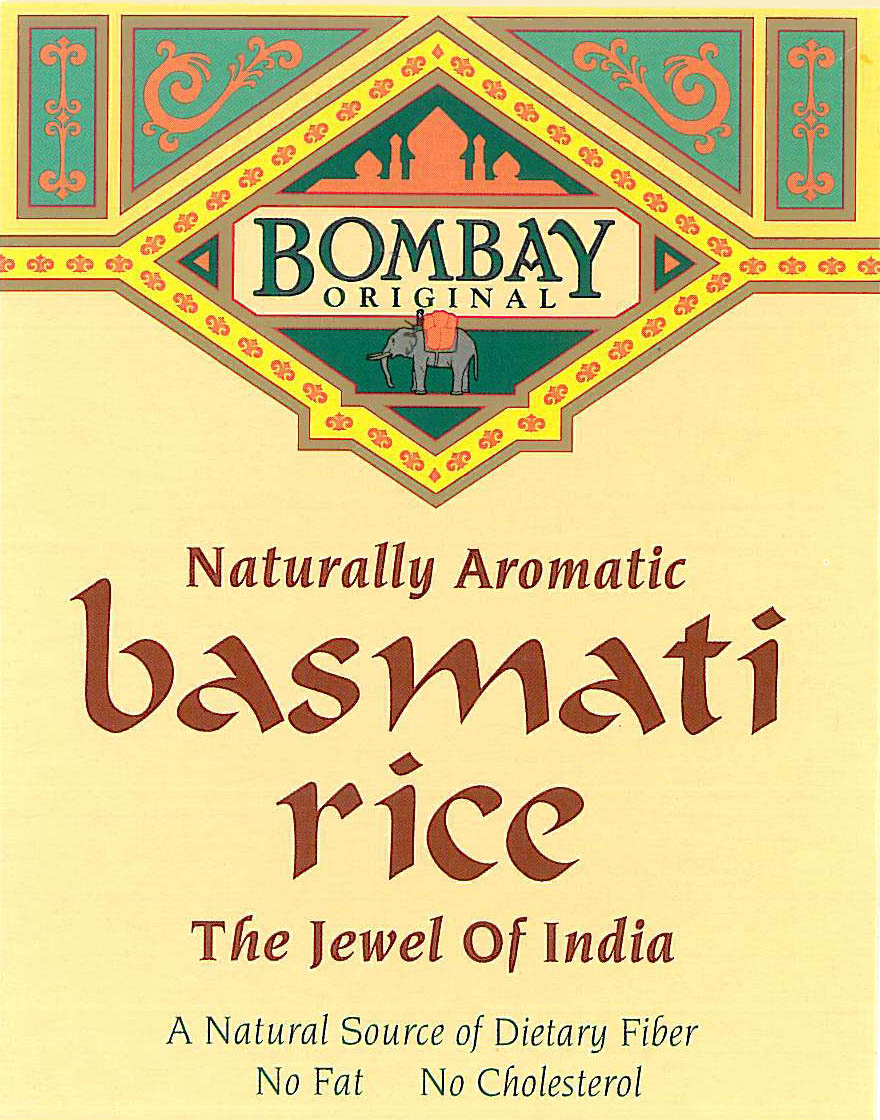 BOMBAY
ORIGINAL
Naturally Aromatic
basmati
rice
The Jewel Of India
A Natural Source of Dietary Fiber
No Fat No Cholesterol